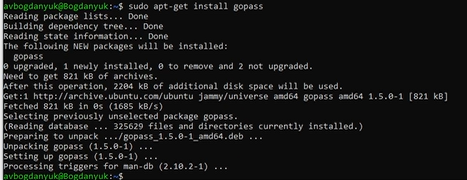 avbogdanyuk@Bogdanyuk:~$ sudo apt-get install gopass
Reading package lists... Done
Building dependency tree... Done
Reading state information... Done
The following NEW packages will be installed:
  gopass
0 upgraded, 1 newly installed, 0 to remove and 2 not upgraded.
Need to get 821 kB of archives.
After this operation, 2204 kB of additional disk space will be used.
Get:1 http://archive.ubuntu.com/ubuntu jammy/universe amd64 gopass amd64 1.5.0-1 [821 kB]
Fetched 821 kB in 0s (1685 kB/s)
Selecting previously unselected package gopass.
(Reading database ... 325629 files and directories currently installed.)
Preparing to unpack .../gopass_1.5.0-1_amd64.deb ...
Unpacking gopass (1.5.0-1) ...
Setting up gopass (1.5.0-1) ...
Processing triggers for man-db (2.10.2-1) ...
avbogdanyuk@Bogdanyuk:~$